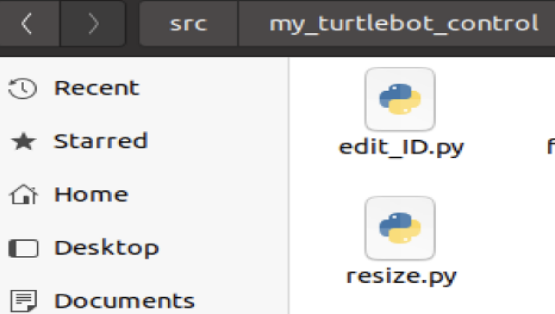 src my_turtlebot_control
Recent
Starred
Home
Desktop
Documents
edit_ID.py
resize.py